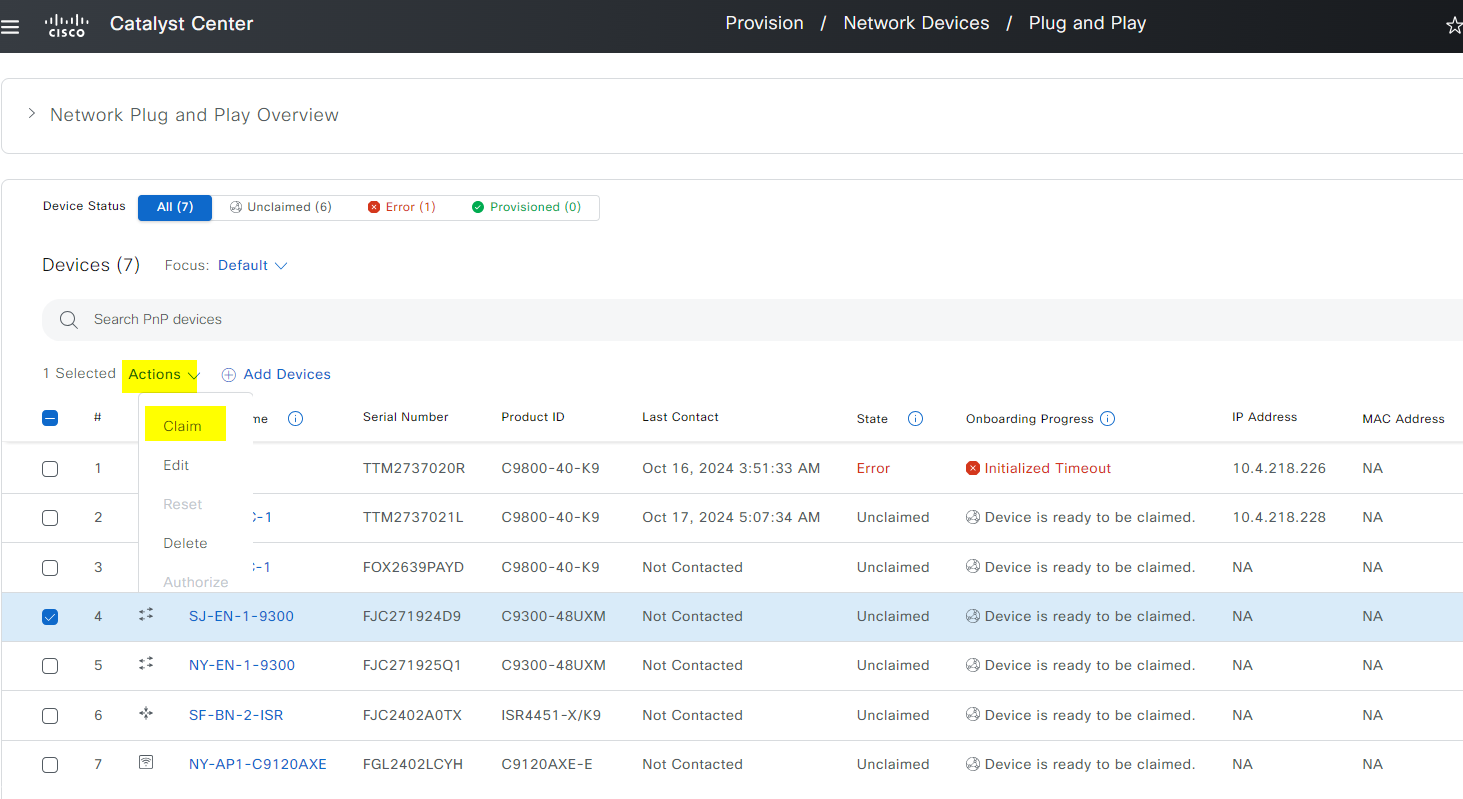 cisco Catalyst Center Provision / Network Devices / Plug and Play
Network Plug and Play Overview
Device Status All (7) Unclaimed (6) Error (1) Provisioned (0)
Devices (7) Focus: Default
Search PnP devices
1 Selected Actions Add Devices
# me Serial Number Product ID Last Contact State Onboarding Progress IP Address MAC Address
Claim
Edit
Reset
Delete
Authorize
1 TTM2737020R C9800-40-K9 Oct 16, 2024 3:51:33 AM Error Initialized Timeout 10.4.218.226 NA
2 C-1 TTM2737021L C9800-40-K9 Oct 17, 2024 5:07:34 AM Unclaimed Device is ready to be claimed. 10.4.218.228 NA
3 C-1 FOX2639PAYD C9800-40-K9 Not Contacted Unclaimed Device is ready to be claimed. NA NA
4 SJ-EN-1-9300 FJC271924D9 C9300-48UXM Not Contacted Unclaimed Device is ready to be claimed. NA NA
5 NY-EN-1-9300 FJC271925Q1 C9300-48UXM Not Contacted Unclaimed Device is ready to be claimed. NA NA
6 SF-BN-2-ISR FJC2402A0TX ISR4451-X/K9 Not Contacted Unclaimed Device is ready to be claimed. NA NA
7 NY-AP1-C9120AXE FGL2402LCYH C9120AXE-E Not Contacted Unclaimed Device is ready to be claimed. NA NA